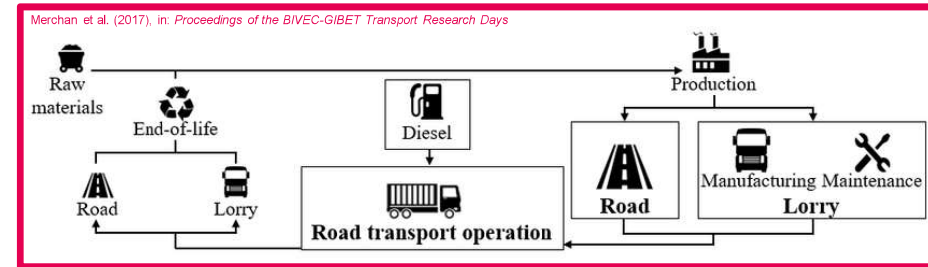 Merchan et al. (2017), in: Proceedings of the BIVEC-GIBET Transport Research Days
Raw
materials
Production
End-of-life
Diesel
Road
Lorry
Road transport operation
Road
Manufacturing Maintenance
Lorry